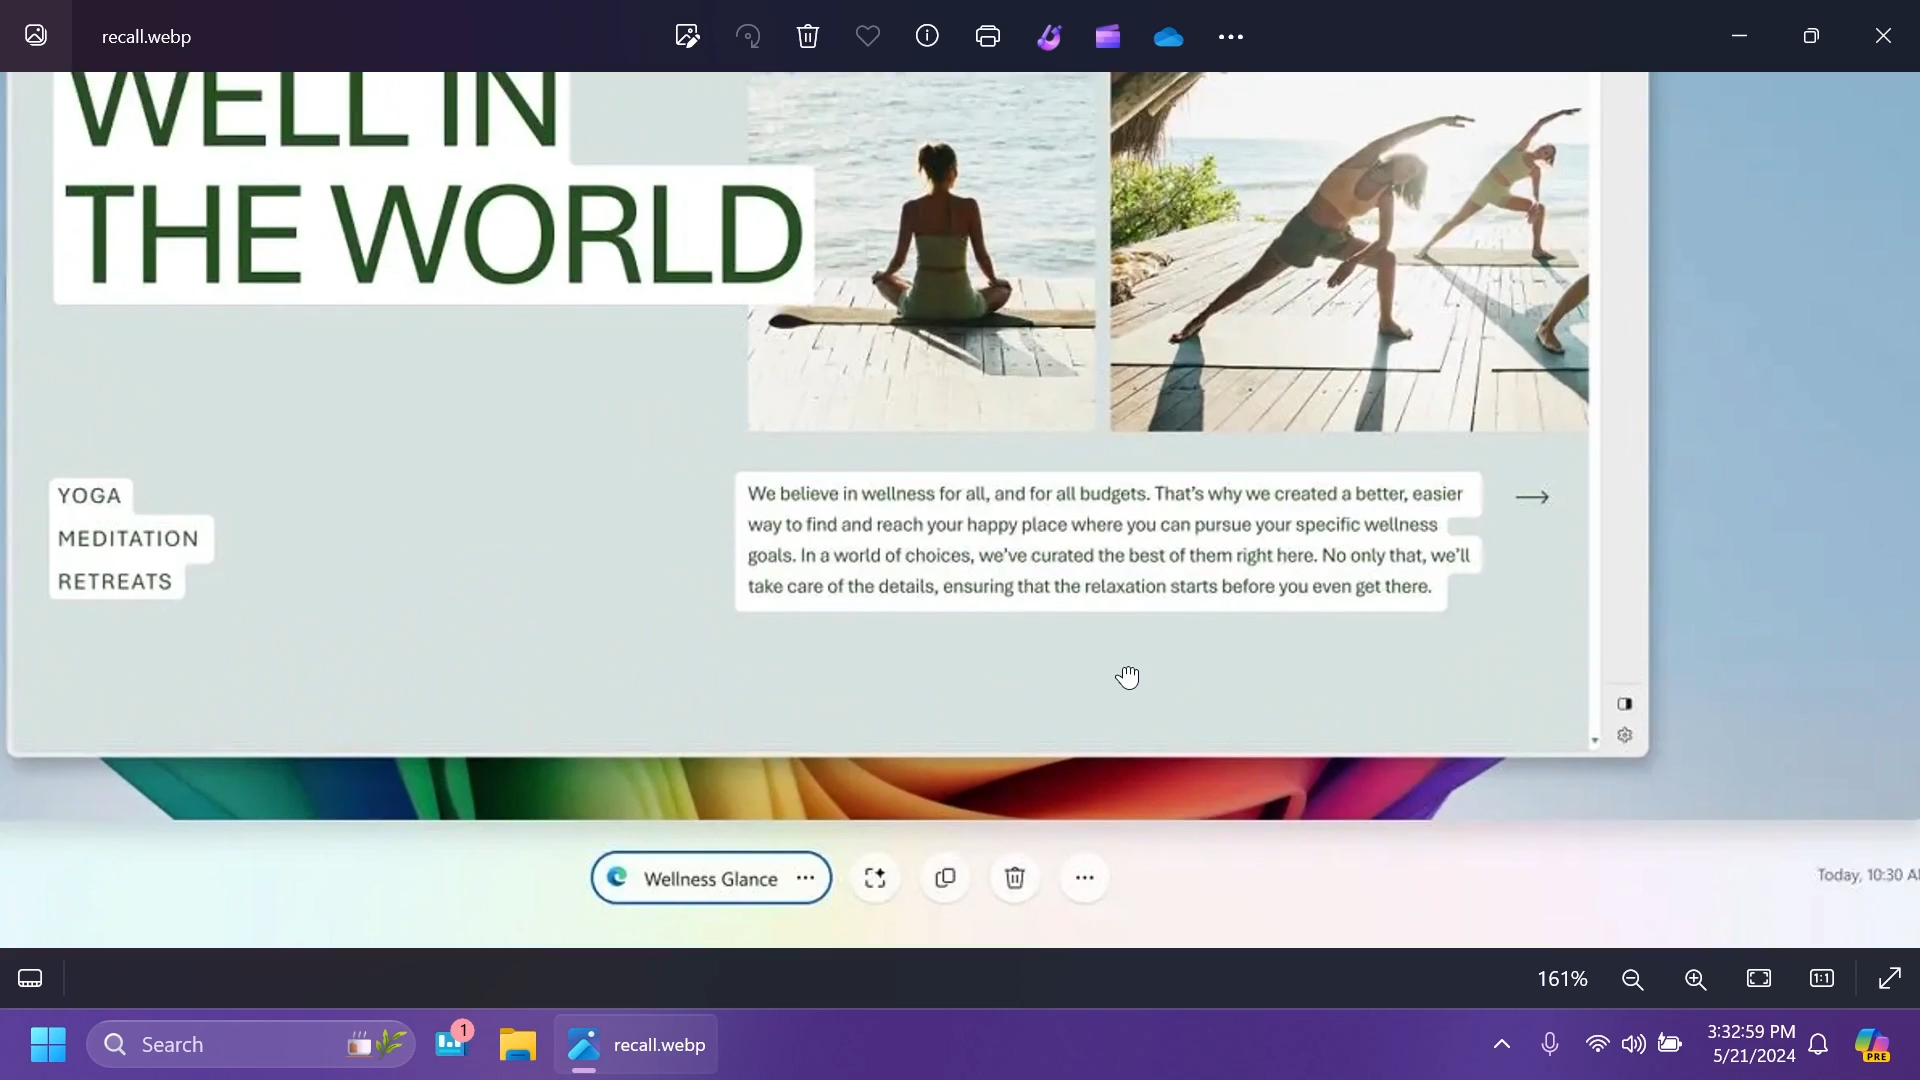 recall.webp
WELL IN
THE WORLD
YOGA
MEDITATION
RETREATS
We believe in wellness for all, and for all budgets. That's why we created a better, easier
way to find and reach your happy place where you can pursue your specific wellness
goals. In a world of choices, we've curated the best of them right here. No only that, we'll
take care of the details, ensuring that the relaxation starts before you even get there.
Wellness Glance
Today, 10:30 A
161%
1:1
Search
1
recall.webp
3:32:59 PM
5/21/2024
PRE